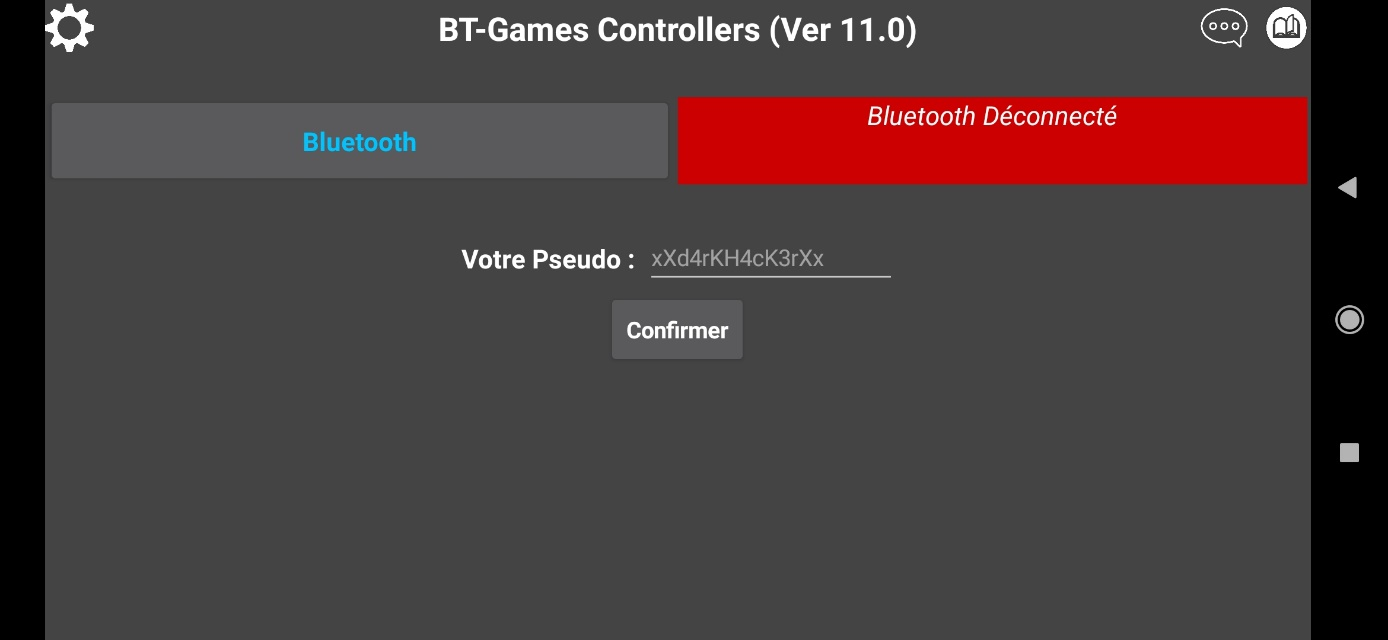 BT-Games Controllers (Ver 11.0)
Bluetooth
Bluetooth Déconnecté
Votre Pseudo : xXd4rKH4cK3rXx
Confirmer